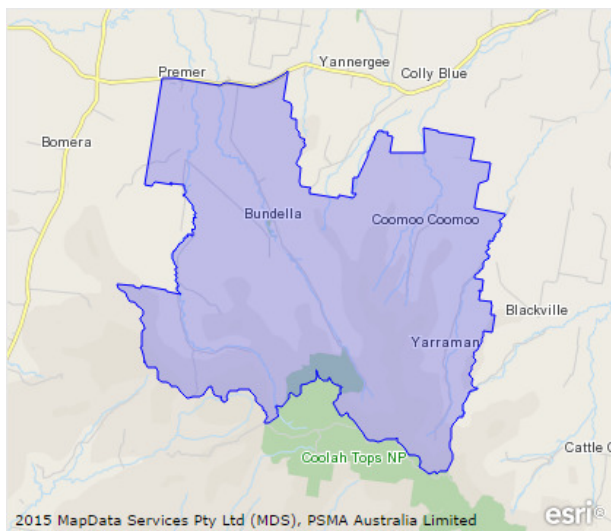 Yannergee
Premer
Colly Blue
Bomera
Bundella
Coomoo Coomoo
Blackville
Yarraman
Cattle
Coolah Tops NP
2015 MapData Services Pty Ltd (MDS), PSMA Australia Limited
esri